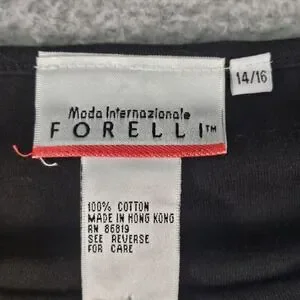 Moda Internazionale
FORELLI™
14/16
100% COTTON
MADE IN HONG KONG
RN 86819
SEE REVERSE
FOR CARE